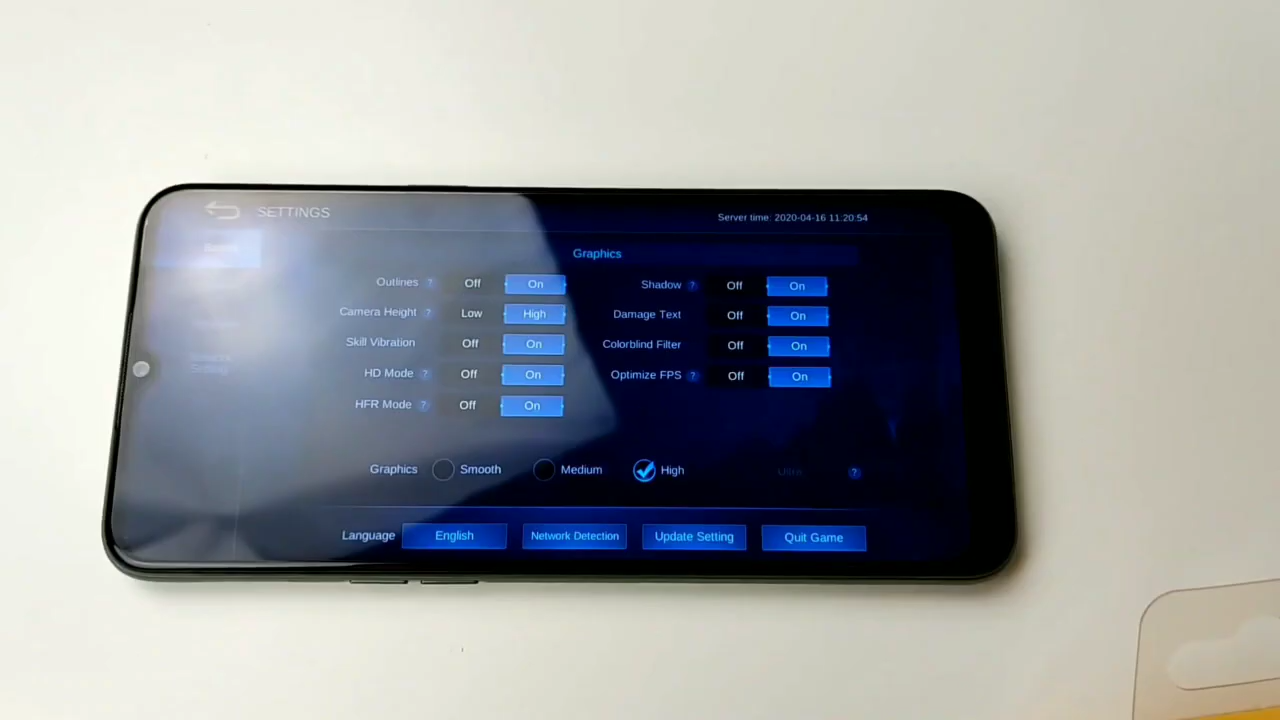 SETTINGS
Server time: 2020-04-16 11:20:54
Graphics
Outlines ? Off On Shadow ? Off On
Camera Height ? Low High Damage Text Off On
Skill Vibration Off On Colorblind Filter Off On
HD Mode ? Off On Optimize FPS ? Off On
HFR Mode ? Off On
Graphics Smooth Medium High Ultra ?
Language English Network Detection Update Setting Quit Game